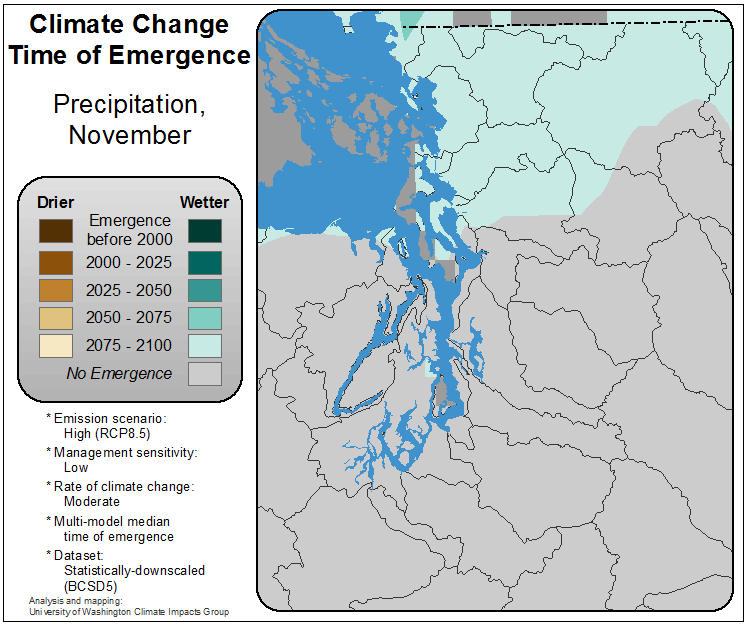 Climate Change
Time of Emergence
Precipitation,
November
Drier
Wetter
Emergence
before 2000
2000 - 2025
2025 - 2050
2050 - 2075
2075 - 2100
No Emergence
* Emission scenario:
High (RCP8.5)
* Management sensitivity:
Low
* Rate of climate change:
Moderate
* Multi-model median
time of emergence
* Dataset:
Statistically-downscaled
(BCSD5)
Analysis and mapping:
University of Washington Climate Impacts Group